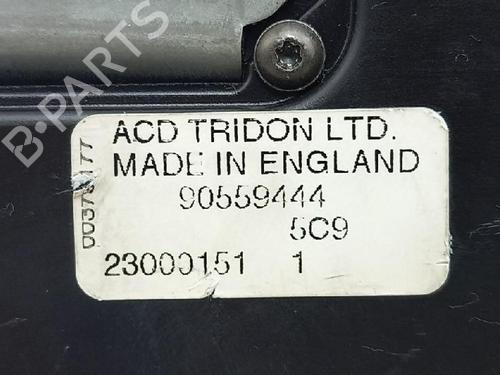 B-PARTS
ACD TRIDON LTD.
MADE IN ENGLAND
90559444
5C9
23000151 1